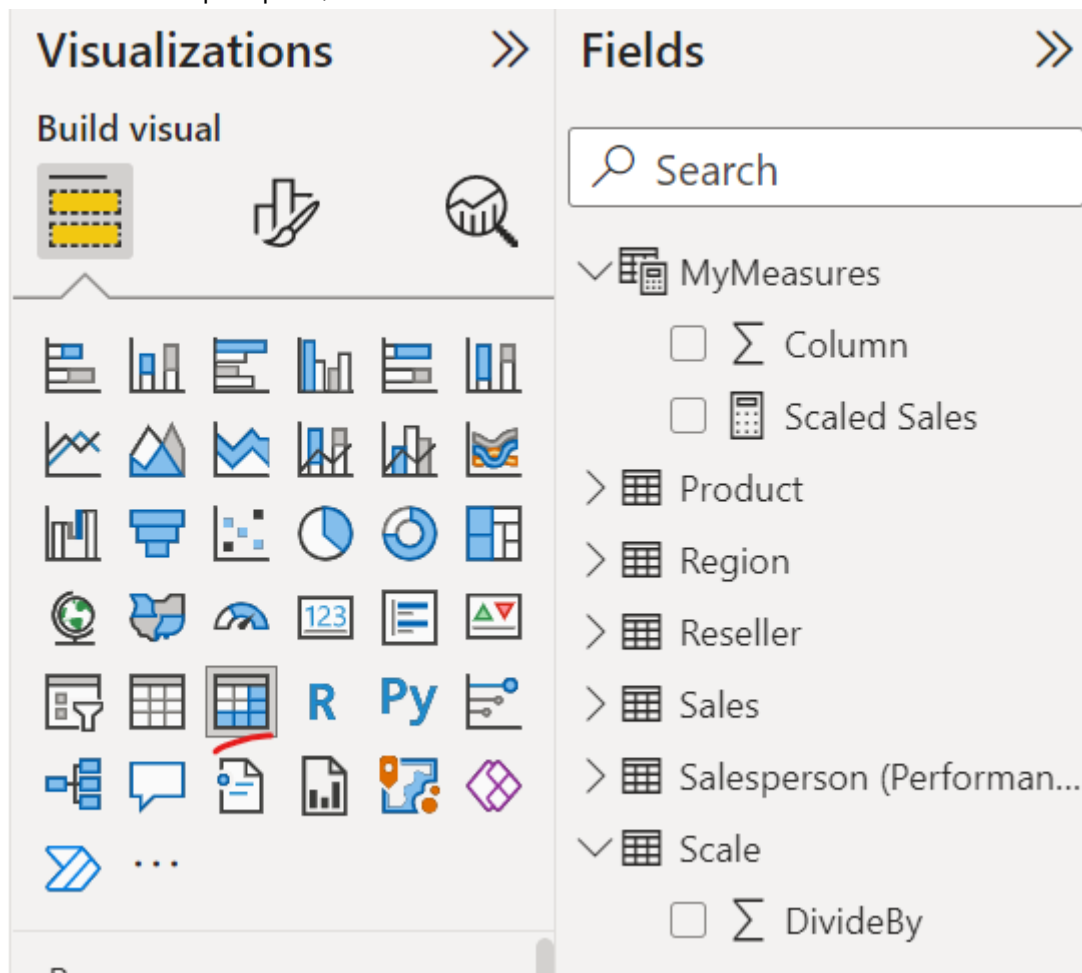 Visualizations
Build visual
123
R Py
Fields
Search
MyMeasures
Column
Scaled Sales
Product
Region
Reseller
Sales
Salesperson (Performan...
Scale
DivideBy